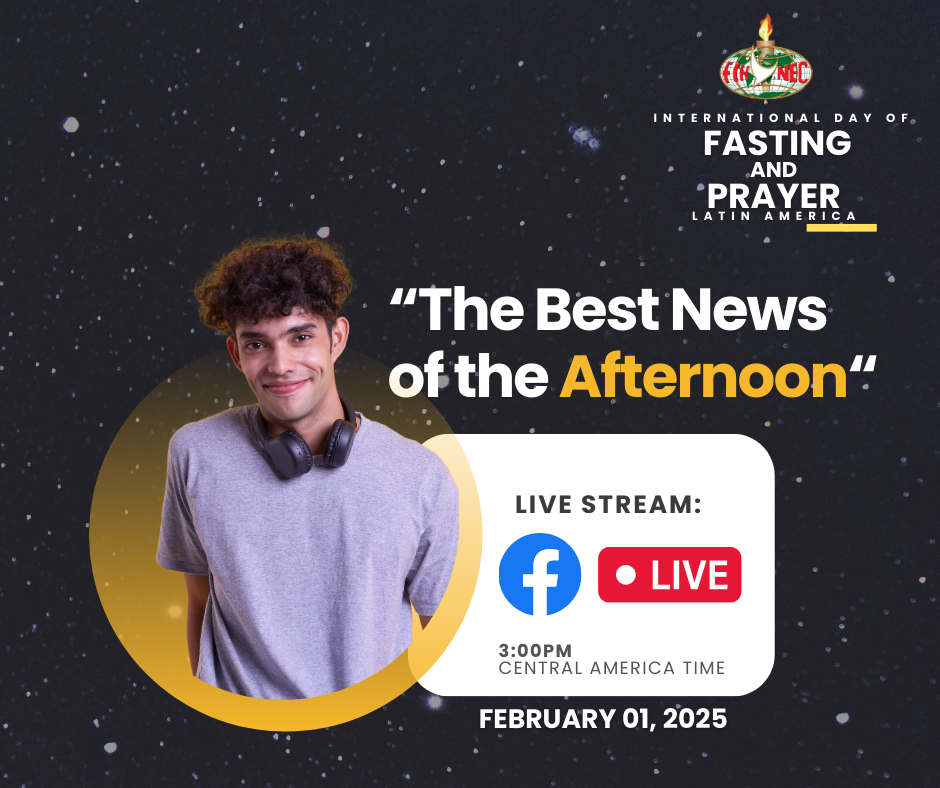 INTERNATIONAL DAY OF
FASTING
AND
PRAYER
LATIN AMERICA
“The Best News
of the Afternoon“
LIVE STREAM:
LIVE
3:00PM
CENTRAL AMERICA TIME
FEBRUARY 01, 2025